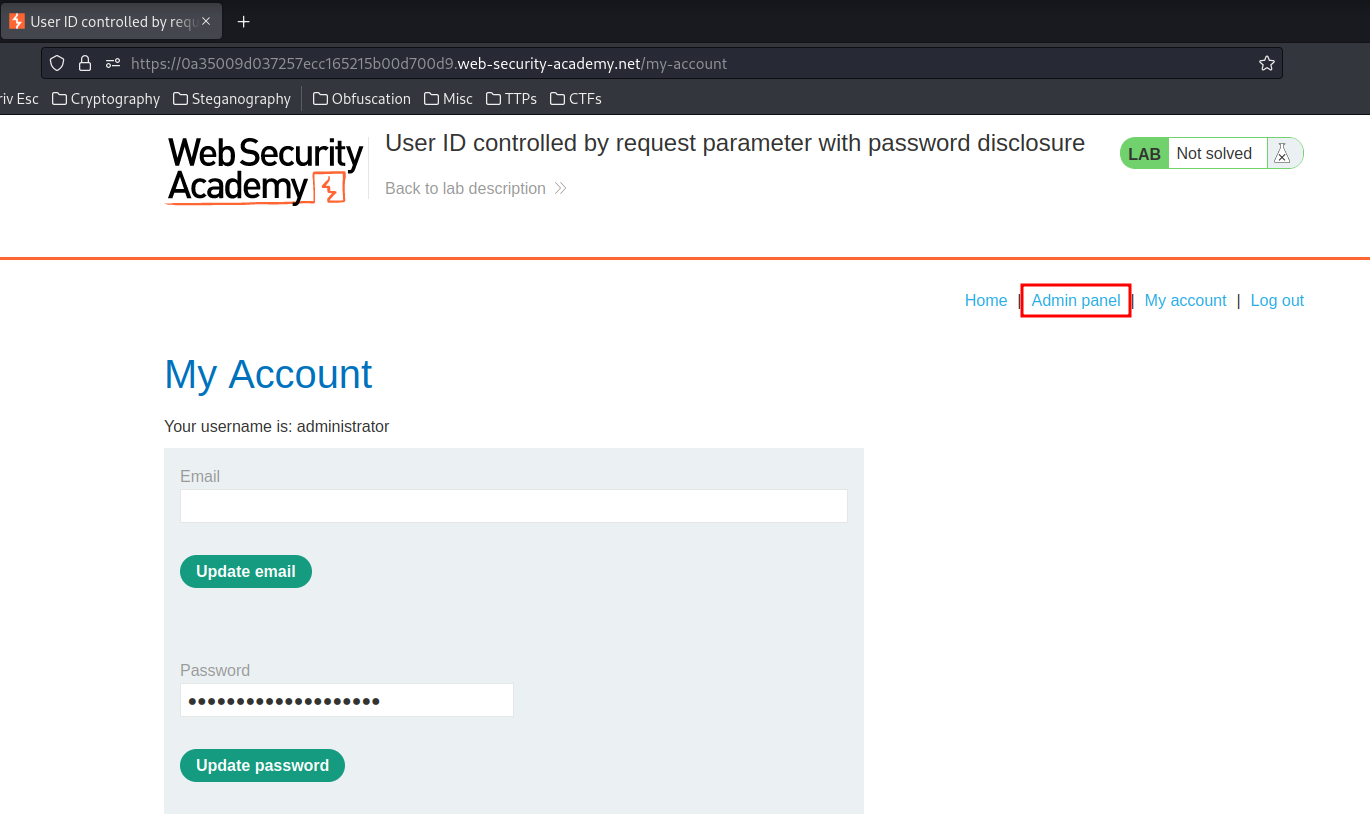 User ID controlled by requ
https://0a35009d037257ecc165215b00d700d9.web-security-academy.net/my-account
riv Esc Cryptography Steganography Obfuscation Misc TTPs CTFs
Web Security
Academy
User ID controlled by request parameter with password disclosure
Back to lab description
LAB Not solved
Home | Admin panel | My account | Log out
My Account
Your username is: administrator
Email
Update email
Password
••••••••••••••••••••
Update password